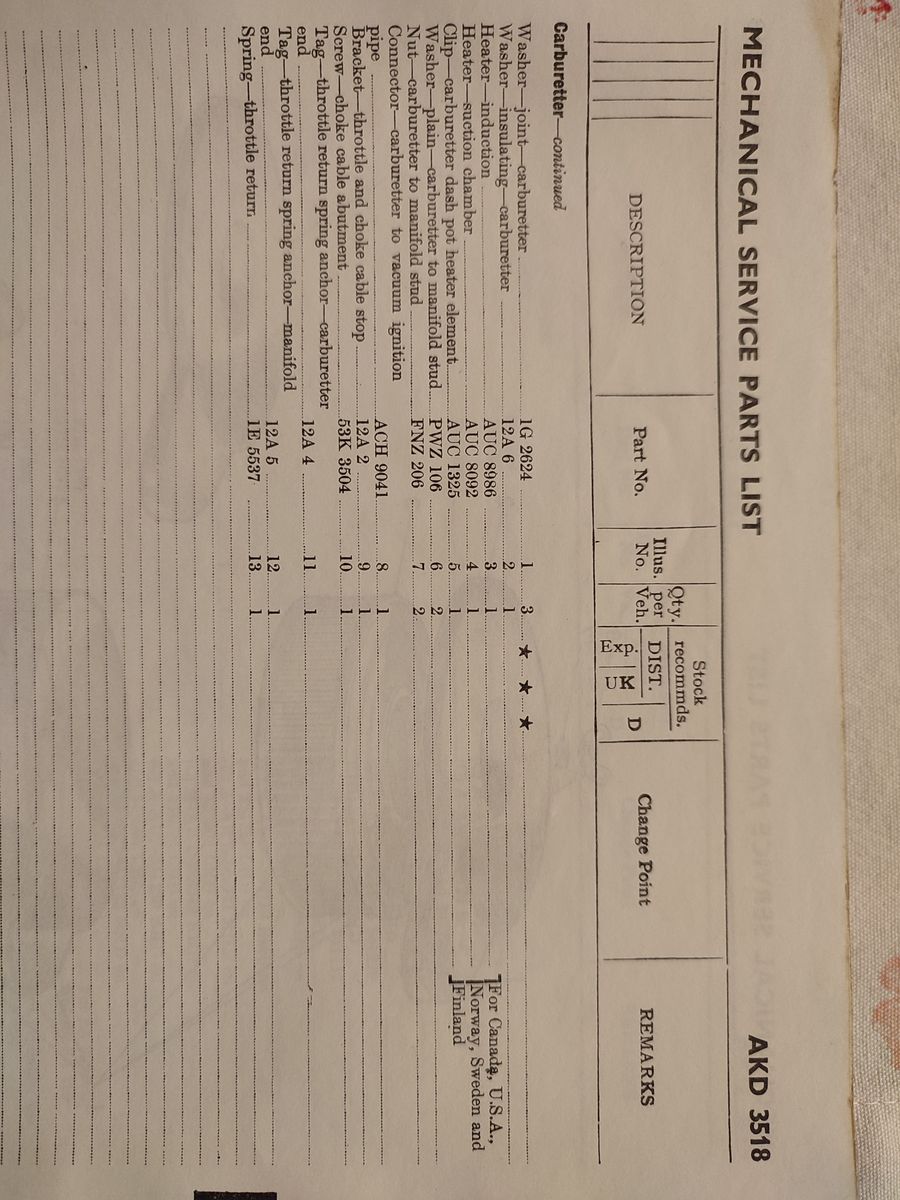 MECHANICAL SERVICE PARTS LIST AKD 3518
DESCRIPTION Part No. Illus. No. Qty. per Veh. Stock recommds. DIST. Exp. UK D Change Point REMARKS
Carburetter—continued
Washer—joint—carburetter 1G 2624 1 3 ★ ★ ★
Washer—insulating—carburetter 12A 6 2 1
Heater—induction AUC 8986 3 1 For Canada, U.S.A.,
Heater—suction chamber AUC 8092 4 1 Norway, Sweden and
Clip—carburetter dash pot heater element AUC 1325 5 1 Finland
Washer—plain—carburetter to manifold stud PWZ 106 6 2
Nut—carburetter to manifold stud FNZ 206 7 2
Connector—carburetter to vacuum ignition
pipe ACH 9041 8 1
Bracket—throttle and choke cable stop 12A 2 9 1
Screw—choke cable abutment 53K 3504 10 1
Tag—throttle return spring anchor—carburetter
end 12A 4 11 1
Tag—throttle return spring anchor—manifold
end 12A 5 12 1
Spring—throttle return 1E 5537 13 1